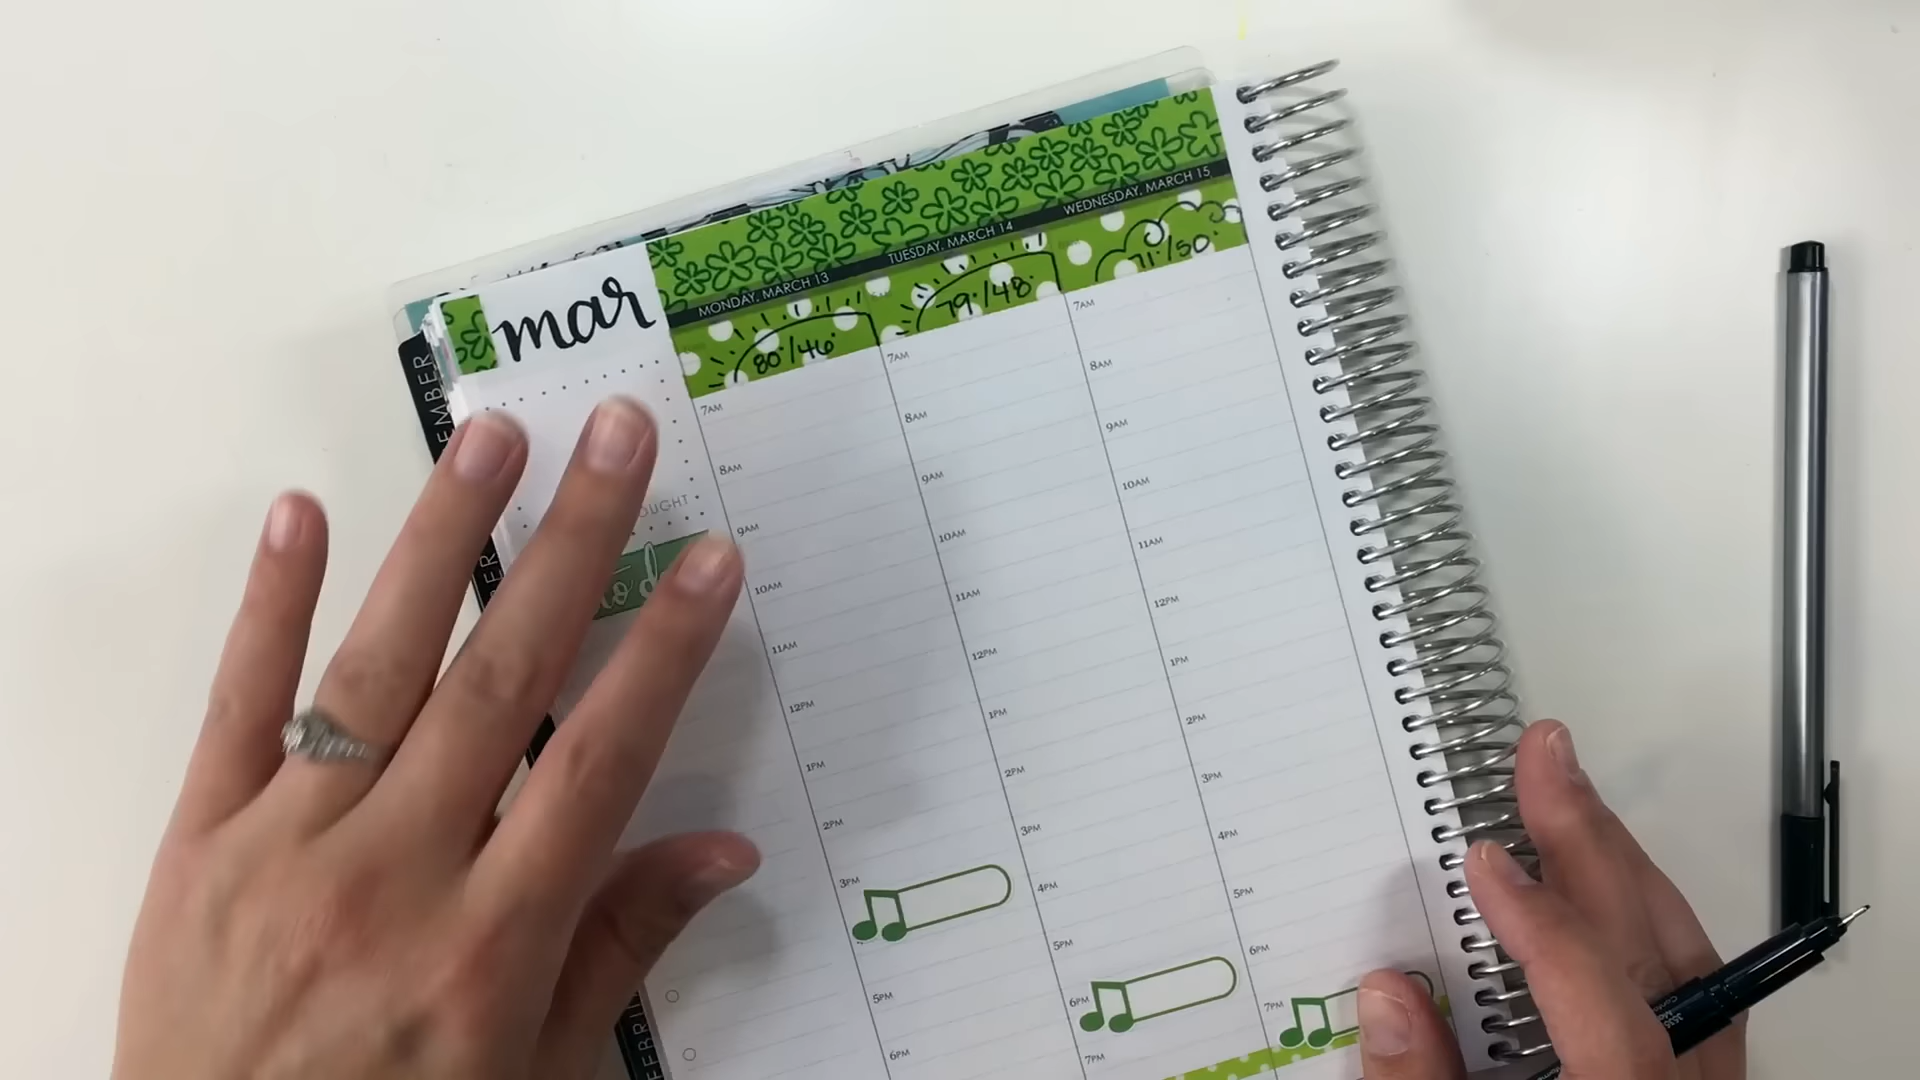 mar
MONDAY, MARCH 13
TUESDAY, MARCH 14
WEDNESDAY, MARCH 15
80°/46°
79°/48°
71°/50°
7AM
8AM
9AM
10AM
11AM
12PM
1PM
2PM
3PM
5PM
6PM
7AM
8AM
9AM
10AM
11AM
12PM
1PM
2PM
3PM
4PM
5PM
6PM
7PM
7AM
8AM
9AM
10AM
11AM
12PM
1PM
2PM
3PM
4PM
5PM
6PM
7PM